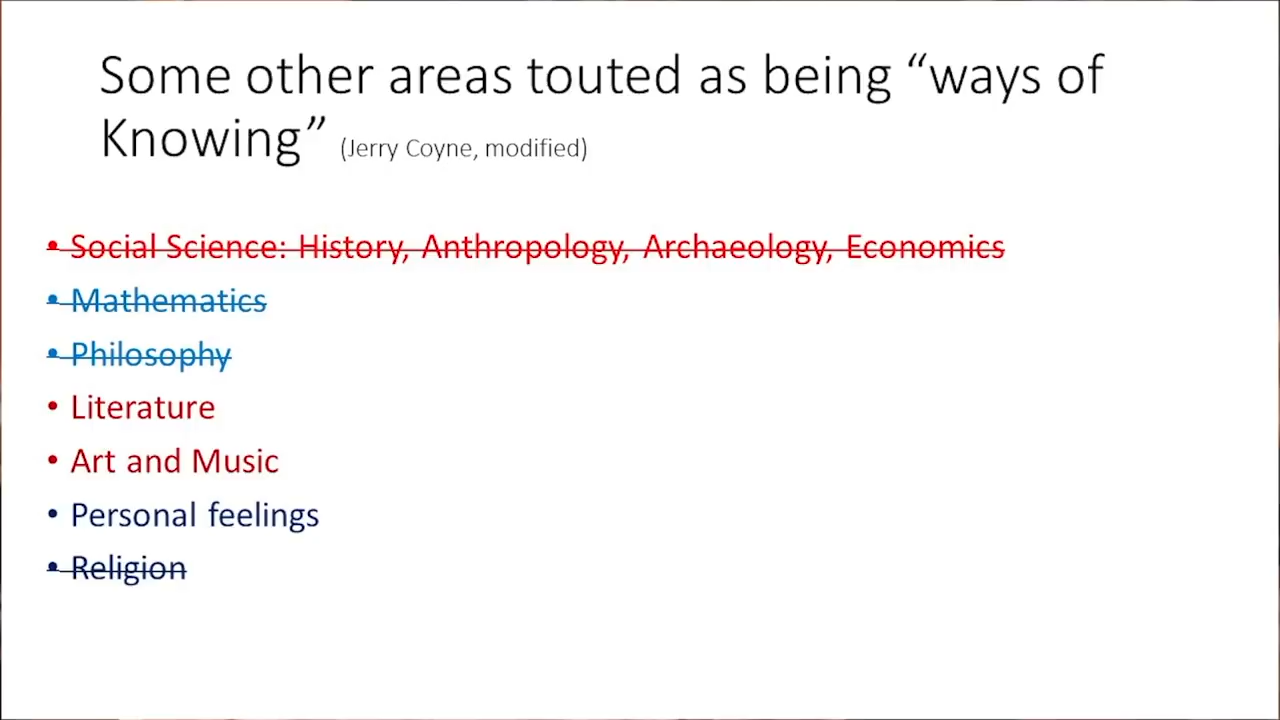 Some other areas touted as being “ways of
Knowing” (Jerry Coyne, modified)
• Social Science: History, Anthropology, Archaeology, Economics
• Mathematics
• Philosophy
• Literature
• Art and Music
• Personal feelings
• Religion